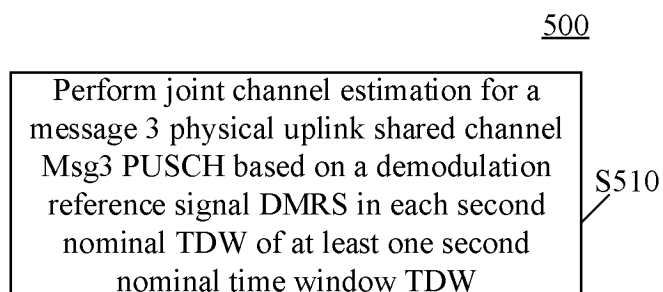 500
Perform joint channel estimation for a
message 3 physical uplink shared channel
Msg3 PUSCH based on a demodulation
reference signal DMRS in each second
nominal TDW of at least one second
nominal time window TDW
S510